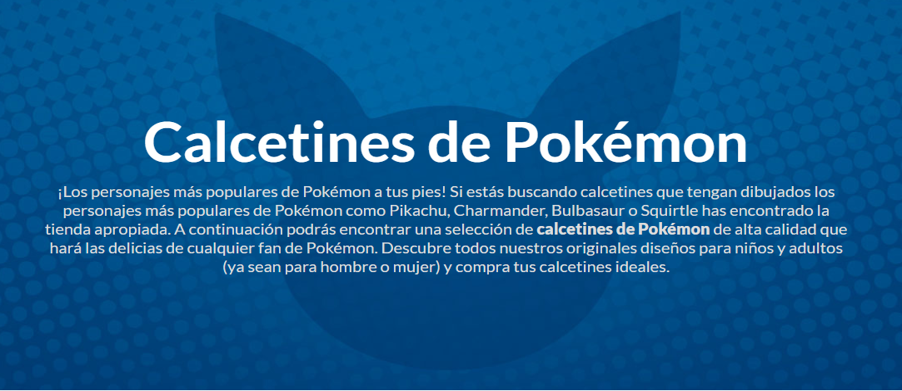 Calcetines de Pokémon
¡Los personajes más populares de Pokémon a tus pies! Si estás buscando calcetines que tengan dibujados los
personajes más populares de Pokémon como Pikachu, Charmander, Bulbasaur o Squirtle has encontrado la
tienda apropiada. A continuación podrás encontrar una selección de calcetines de Pokémon de alta calidad que
hará las delicias de cualquier fan de Pokémon. Descubre todos nuestros originales diseños para niños y adultos
(ya sean para hombre o mujer) y compra tus calcetines ideales.